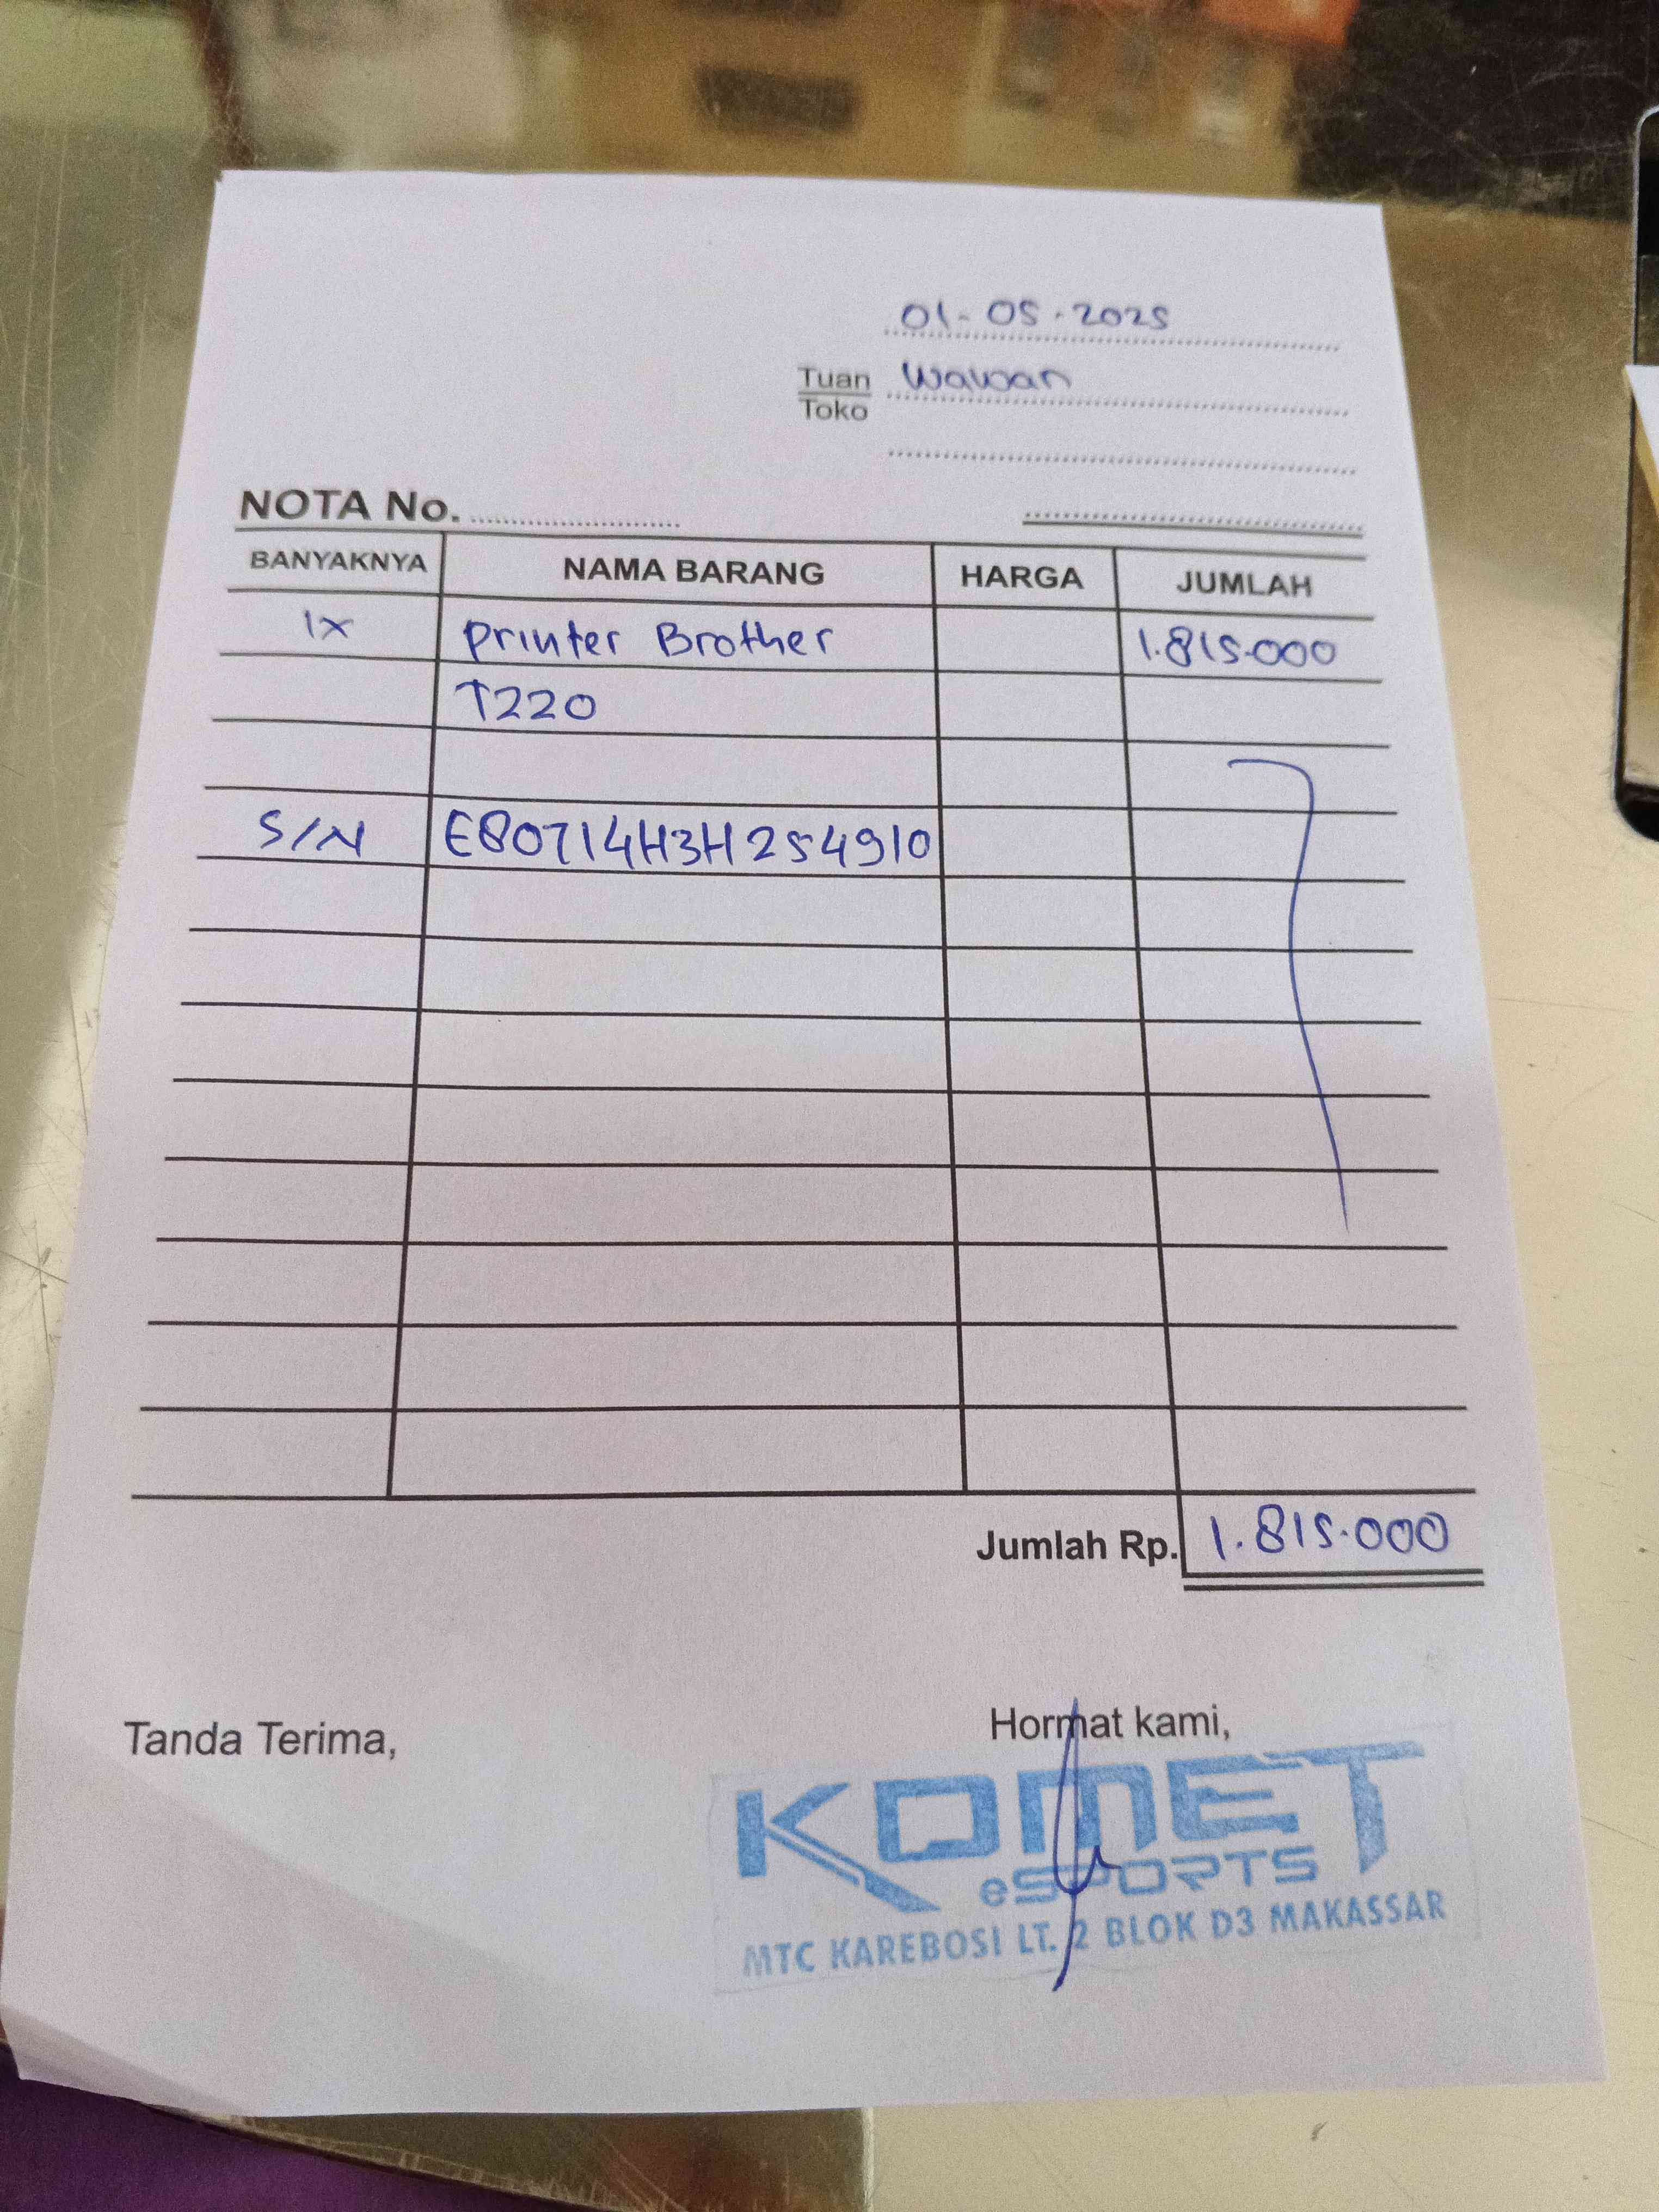 01-05-2025
Tuan Wawan
Toko
NOTA No.
BANYAKNYA NAMA BARANG HARGA JUMLAH
1x Printer Brother 1.815.000
T220
S/N E80714H3H254910
Jumlah Rp. 1.815.000
Tanda Terima, Hormat kami,
KOMET
eSPORTS
MTC KAREBOSI LT. 2 BLOK D3 MAKASSAR